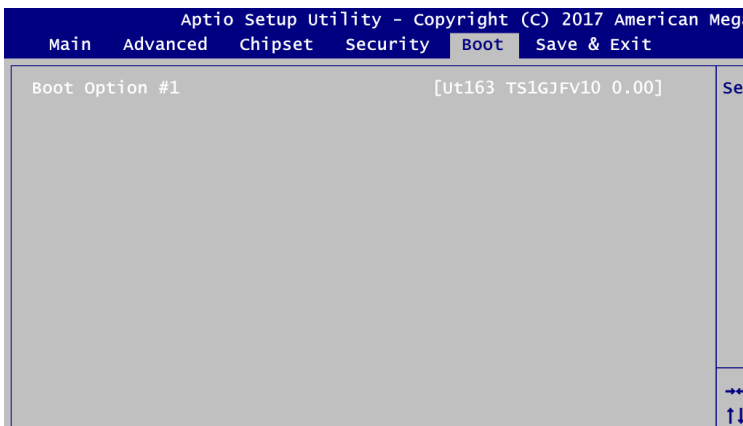 Aptio Setup Utility – Copyright (C) 2017 American Mega
Main Advanced Chipset Security Boot Save & Exit
Boot Option #1 [Ut163 TS1GJFV10 0.00] Se
→←
↑↓